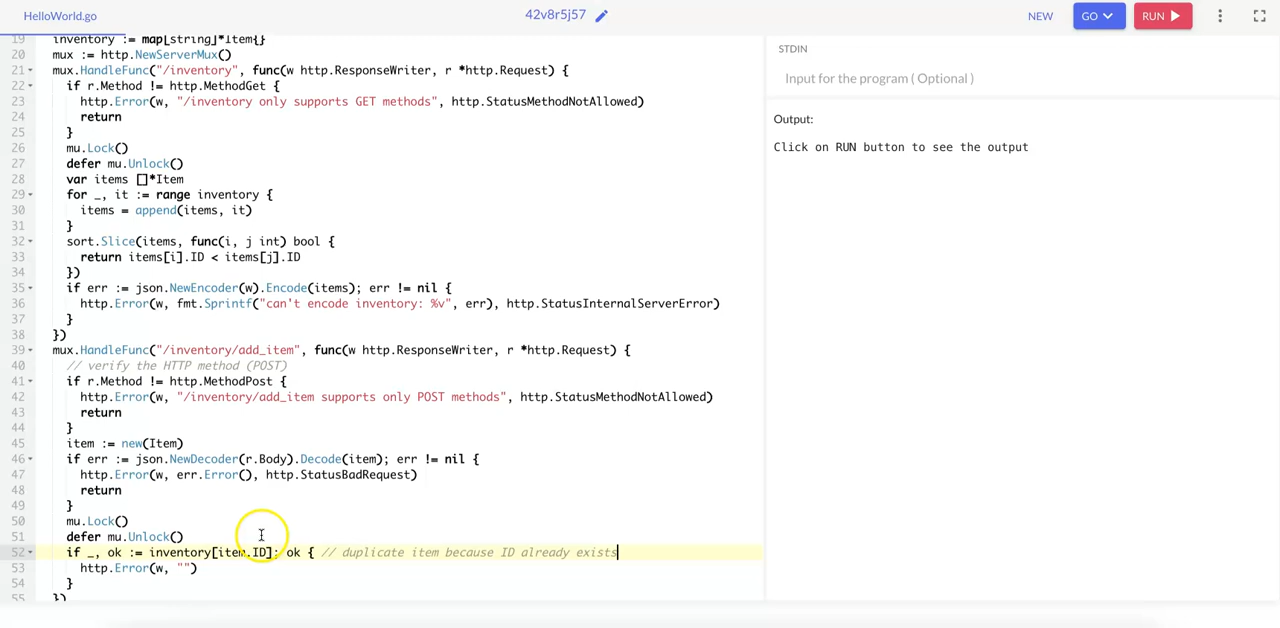 HelloWorld.go
42v8r5j57
NEW
GO
RUN
19 inventory := map[string]*Item{}
20 mux := http.NewServerMux()
21 mux.HandleFunc("/inventory", func(w http.ResponseWriter, r *http.Request) {
22 if r.Method != http.MethodGet {
23 http.Error(w, "/inventory only supports GET methods", http.StatusMethodNotAllowed)
24 return
25 }
26 mu.Lock()
27 defer mu.Unlock()
28 var items []*Item
29 for _, it := range inventory {
30 items = append(items, it)
31 }
32 sort.Slice(items, func(i, j int) bool {
33 return items[i].ID < items[j].ID
34 })
35 if err := json.NewEncoder(w).Encode(items); err != nil {
36 http.Error(w, fmt.Sprintf("can't encode inventory: %v", err), http.StatusInternalServerError)
37 }
38 })
39 mux.HandleFunc("/inventory/add_item", func(w http.ResponseWriter, r *http.Request) {
40 // verify the HTTP method (POST)
41 if r.Method != http.MethodPost {
42 http.Error(w, "/inventory/add_item supports only POST methods", http.StatusMethodNotAllowed)
43 return
44 }
45 item := new(Item)
46 if err := json.NewDecoder(r.Body).Decode(item); err != nil {
47 http.Error(w, err.Error(), http.StatusBadRequest)
48 return
49 }
50 mu.Lock()
51 defer mu.Unlock()
52 if _, ok := inventory[item.ID]; ok { // duplicate item because ID already exists
53 http.Error(w, "")
54 }
55 })
STDIN
Input for the program ( Optional )
Output:
Click on RUN button to see the output